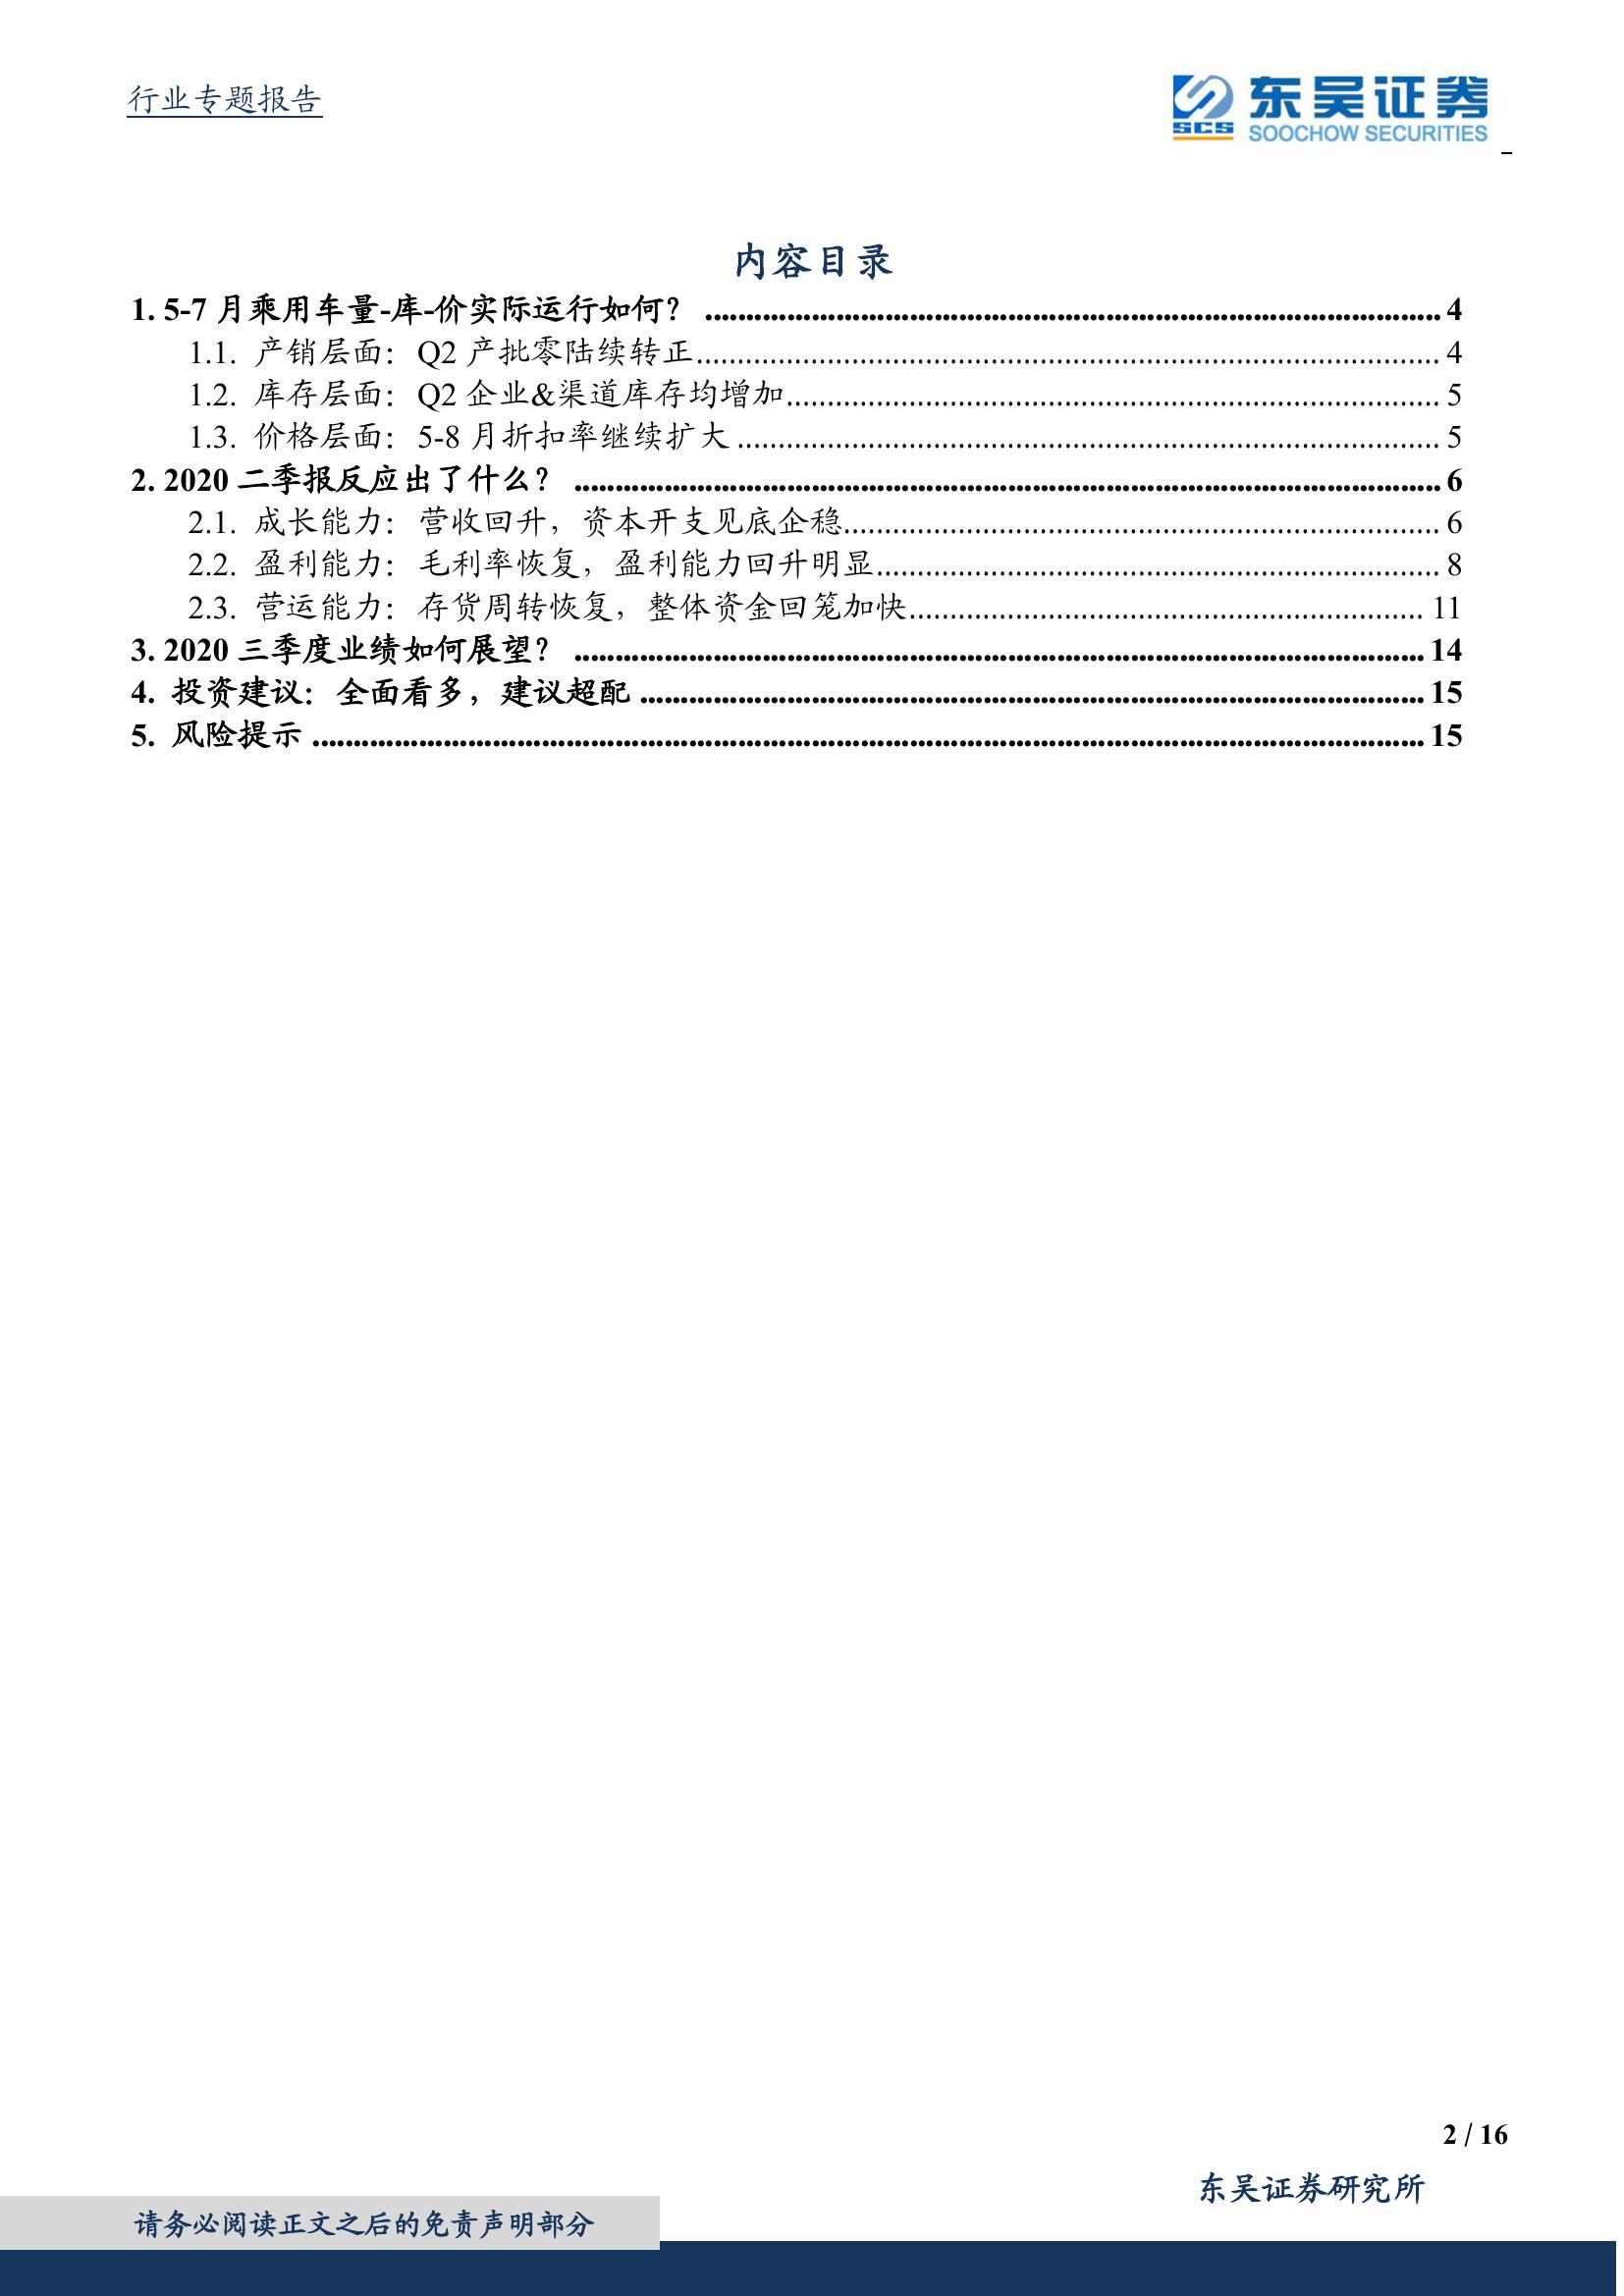 行业专题报告
东吴证券
SCS
SOOCHOW SECURITIES
内容目录
1. 5-7 月乘用车量-库-价实际运行如何？ 4
1.1. 产销层面：Q2 产批零陆续转正 4
1.2. 库存层面：Q2 企业&渠道库存均增加 5
1.3. 价格层面：5-8 月折扣率继续扩大 5
2. 2020 二季报反应出了什么？ 6
2.1. 成长能力：营收回升，资本开支见底企稳 6
2.2. 盈利能力：毛利率恢复，盈利能力回升明显 8
2.3. 营运能力：存货周转恢复，整体资金回笼加快 11
3. 2020 三季度业绩如何展望？ 14
4. 投资建议：全面看多，建议超配 15
5. 风险提示 15
2 / 16
东吴证券研究所
请务必阅读正文之后的免责声明部分